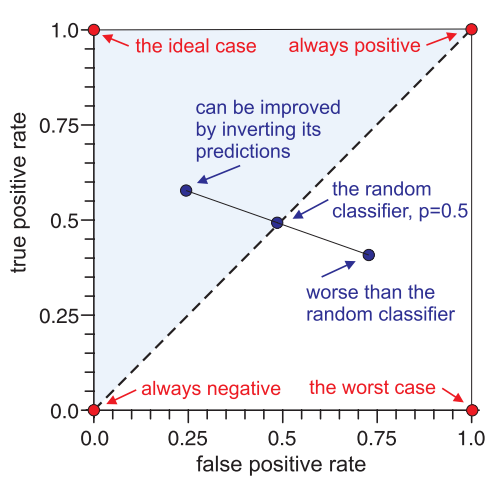 1.0
the ideal case
always positive
can be improved
by inverting its
predictions
0.75
true positive rate
the random
classifier, p=0.5
0.5
worse than the
random classifier
0.25
always negative
the worst case
0.0
0.0
0.25
0.5
0.75
1.0
false positive rate